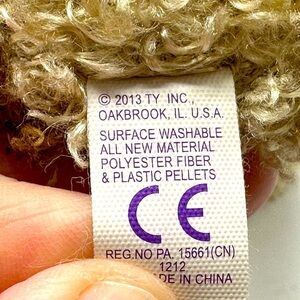 © 2013 TY INC.,
OAKBROOK, IL. U.S.A.
SURFACE WASHABLE
ALL NEW MATERIAL
POLYESTER FIBER
& PLASTIC PELLETS
CE
REG.NO PA. 15661(CN)
1212
IN CHINA